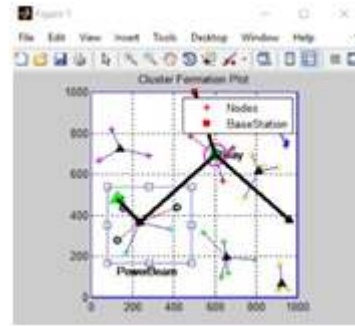 Figure 1
File Edit View Insert Tools Desktop Window Help
Cluster Formation Plot
1000
Nodes
BaseStation
800
600
400
PowerBeam
200
0
0 200 400 600 800 1000